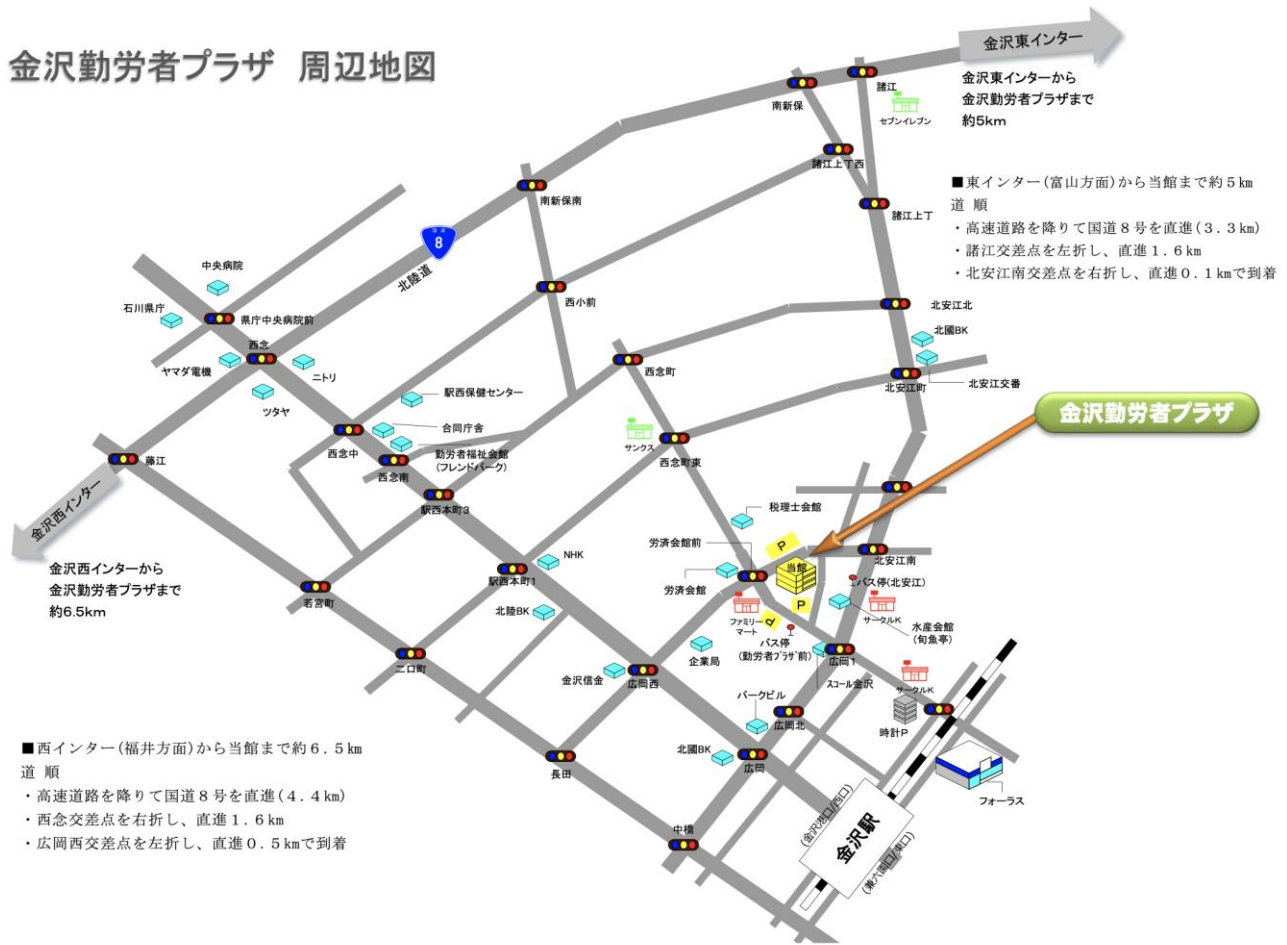 金沢勤労者プラザ 周辺地図
金沢東インター
金沢東インターから
金沢勤労者プラザまで
約5km
諸江
南新保
セブンイレブン
諸江上丁西
■東インター(富山方面)から当館まで約5km
道 順
・高速道路を降りて国道8号を直進(3.3km)
・諸江交差点を左折し、直進1.6km
・北安江南交差点を右折し、直進0.1kmで到着
南新保南
諸江上丁
国道
8
北陸道
中央病院
石川県庁
県庁中央病院前
西小前
北安江北
北國BK
西念
ヤマダ電機
ニトリ
ツタヤ
西念町
北安江町
北安江交番
駅西保健センター
金沢勤労者プラザ
合同庁舎
西念中
勤労者福祉会館
(フレンドパーク)
西念南
サンクス
西念町東
藤江
金沢西インター
駅西本町3
税理士会館
労済会館前
P
北安江南
当館
金沢西インターから
金沢勤労者プラザまで
約6.5km
NHK
駅西本町1
労済会館
バス停(北安江)
若宮町
北陸BK
ファミリー
マート
P
P
サークルK
水産会館
(旬魚亭)
バス停
(勤労者プラザ前)
企業局
広岡1
二口町
金沢信金
広岡西
スコール金沢
サークルK
パークビル
広岡北
時計P
■西インター(福井方面)から当館まで約6.5km
道 順
・高速道路を降りて国道8号を直進(4.4km)
・西念交差点を右折し、直進1.6km
・広岡西交差点を左折し、直進0.5kmで到着
長田
北國BK
広岡
フォーラス
中橋
(金沢港口/西口)
金沢駅
(兼六園口/東口)